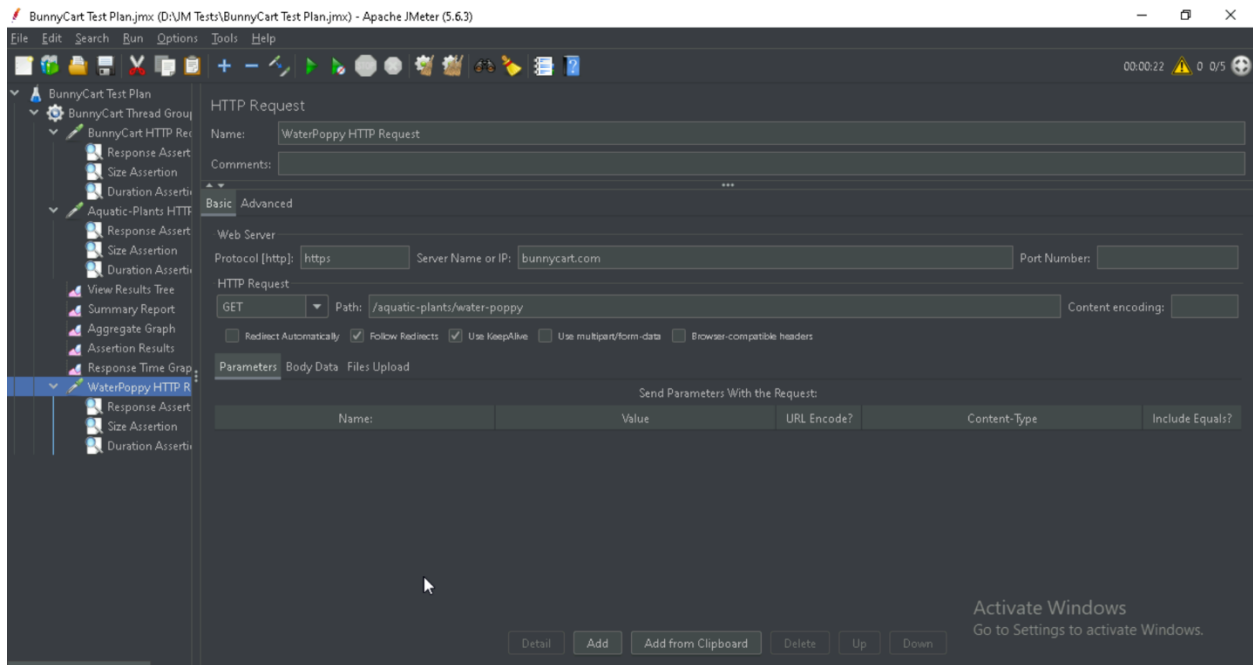 BunnyCart Test Plan.jmx (D:\JM Tests\BunnyCart Test Plan.jmx) - Apache JMeter (5.6.3)
File Edit Search Run Options Tools Help
00:00:22 0 0/5
BunnyCart Test Plan
BunnyCart Thread Grou
BunnyCart HTTP Re
Response Assert
Size Assertion
Duration Asserti
Aquatic-Plants HTT
Response Assert
Size Assertion
Duration Asserti
View Results Tree
Summary Report
Aggregate Graph
Assertion Results
Response Time Grap
WaterPoppy HTTP R
Response Assert
Size Assertion
Duration Asserti
HTTP Request
Name: WaterPoppy HTTP Request
Comments:
Basic Advanced
Web Server
Protocol [http]: https Server Name or IP: bunnycart.com Port Number:
HTTP Request
GET Path: /aquatic-plants/water-poppy Content encoding:
Redirect Automatically Follow Redirects Use KeepAlive Use multipart/form-data Browser-compatible headers
Parameters Body Data Files Upload
Send Parameters With the Request:
Name: Value URL Encode? Content-Type Include Equals?
Detail Add Add from Clipboard Delete Up Down
Activate Windows
Go to Settings to activate Windows.